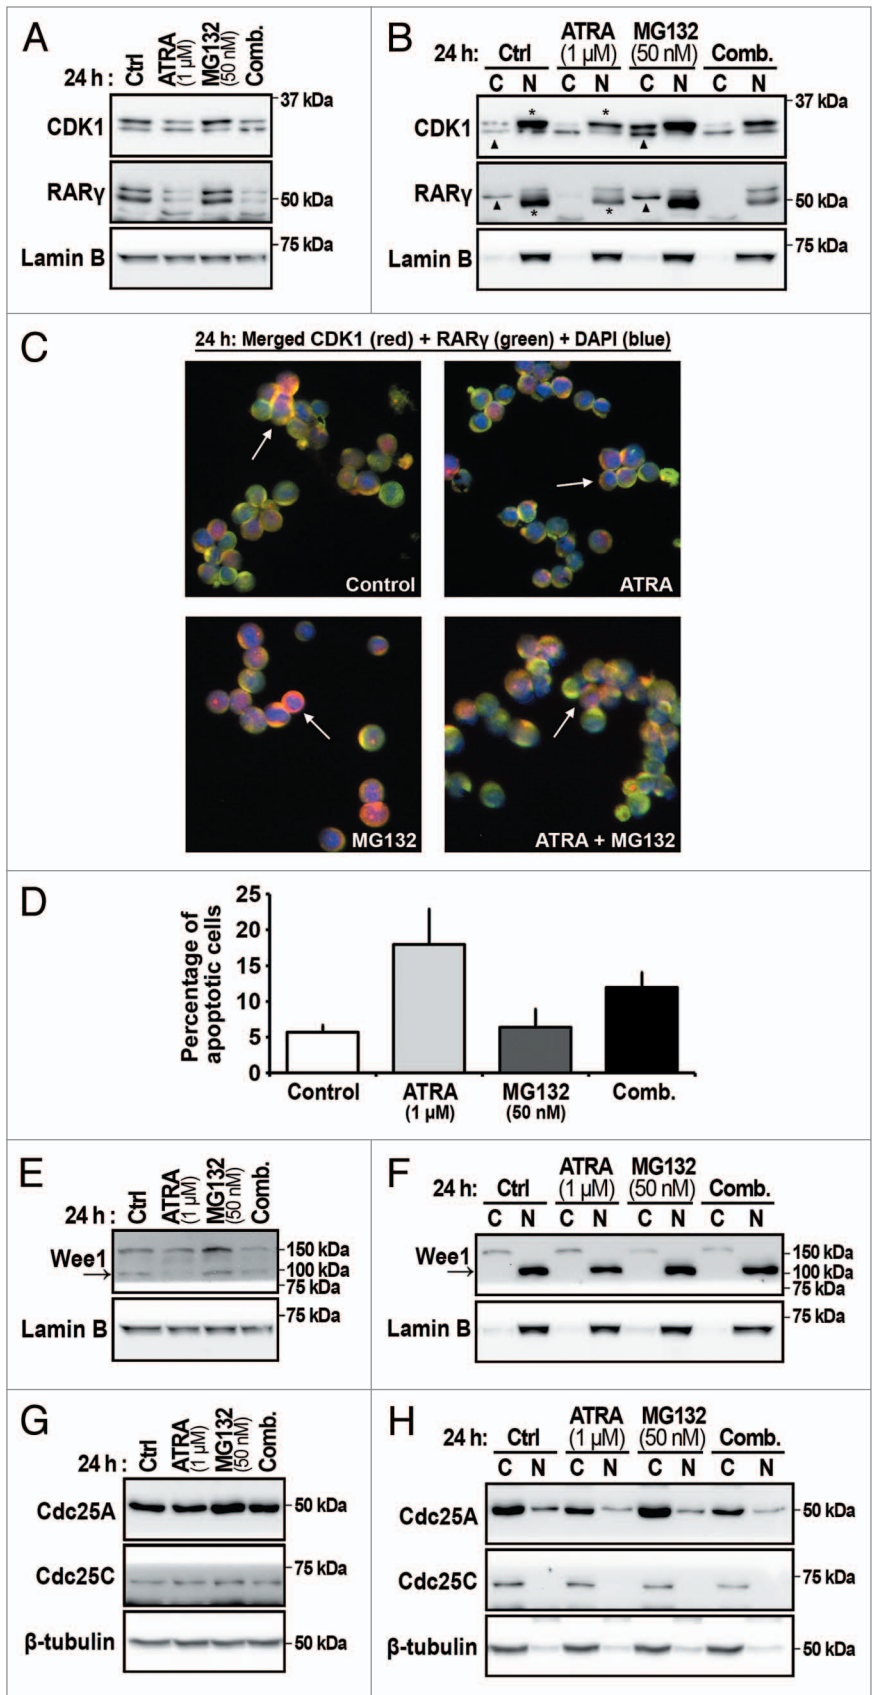 A
24 h :
Ctrl
ATRA
(1 µM)
MG132
(50 nM)
Comb.
CDK1
37 kDa
RARγ
50 kDa
Lamin B
75 kDa
B
24 h:
Ctrl
ATRA
(1 µM)
MG132
(50 nM)
Comb.
C N C N C N C N
CDK1
37 kDa
* *
RARγ
50 kDa
* *
Lamin B
75 kDa
C
24 h: Merged CDK1 (red) + RARγ (green) + DAPI (blue)
Control
ATRA
MG132
ATRA + MG132
D
Percentage of
apoptotic cells
25
20
15
10
5
0
Control
ATRA
(1 µM)
MG132
(50 nM)
Comb.
E
24 h :
Ctrl
ATRA
(1 µM)
MG132
(50 nM)
Comb.
Wee1
150 kDa
100 kDa
75 kDa
Lamin B
75 kDa
F
24 h:
Ctrl
ATRA
(1 µM)
MG132
(50 nM)
Comb.
C N C N C N C N
Wee1
150 kDa
100 kDa
75 kDa
Lamin B
75 kDa
G
24 h :
Ctrl
ATRA
(1 µM)
MG132
(50 nM)
Comb.
Cdc25A
50 kDa
Cdc25C
75 kDa
β-tubulin
50 kDa
H
24 h:
Ctrl
ATRA
(1 µM)
MG132
(50 nM)
Comb.
C N C N C N C N
Cdc25A
50 kDa
Cdc25C
75 kDa
β-tubulin
50 kDa